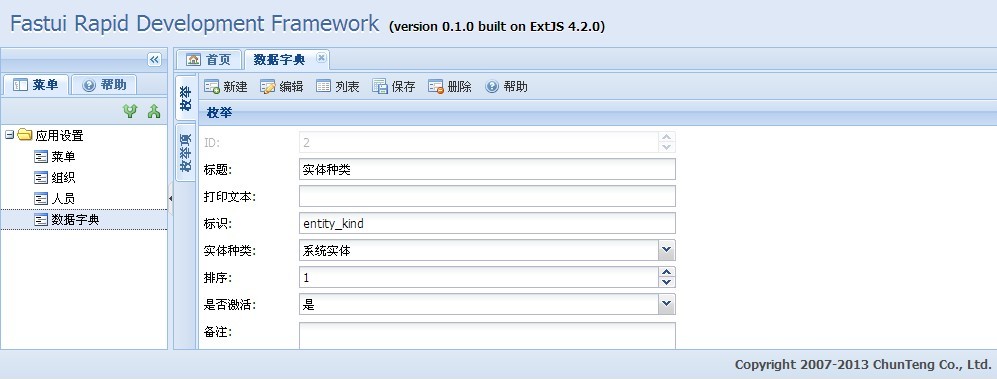 Fastui Rapid Development Framework (version 0.1.0 built on ExtJS 4.2.0)
菜单 帮助
应用设置
菜单
组织
人员
数据字典
首页 数据字典
枚举
枚举项
新建 编辑 列表 保存 删除 帮助
枚举
ID: 2
标题: 实体种类
打印文本:
标识: entity_kind
实体种类: 系统实体
排序: 1
是否激活: 是
备注:
Copyright 2007-2013 ChunTeng Co., Ltd.